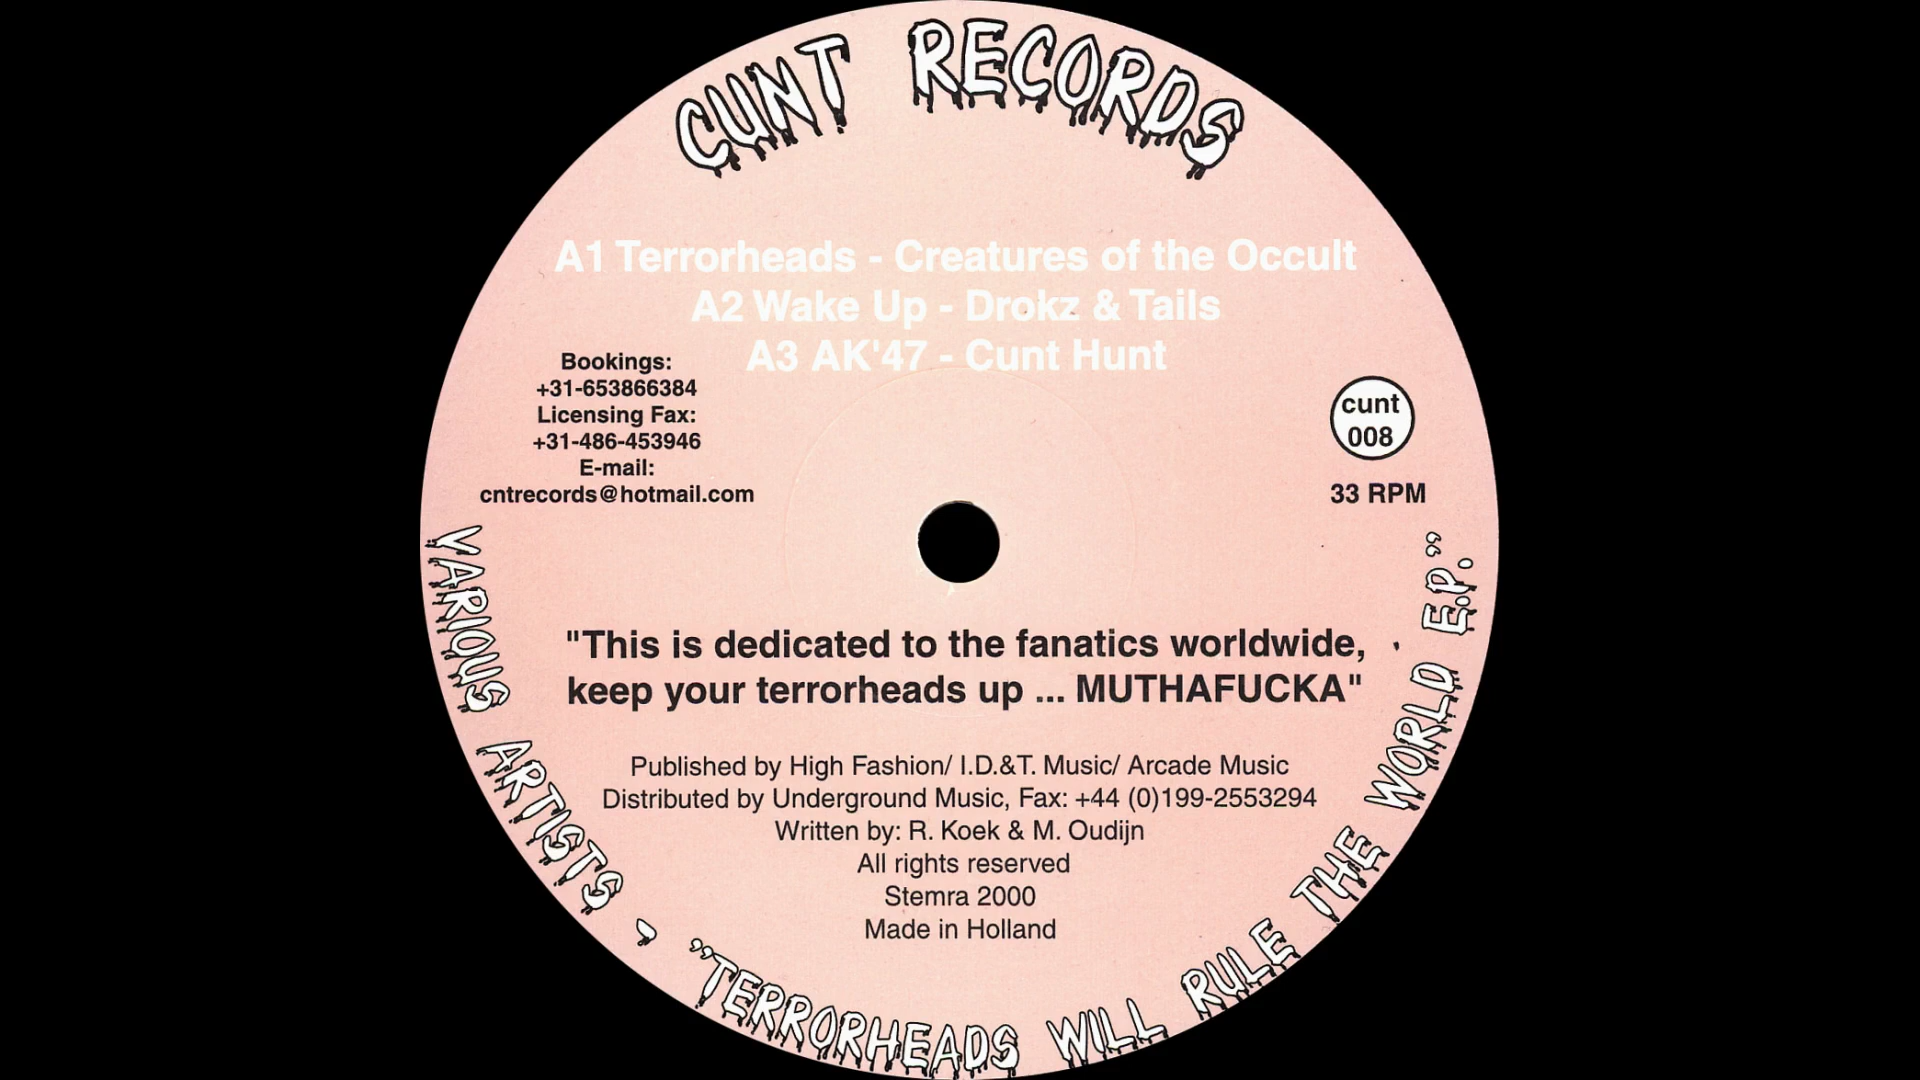 CUNT RECORDS
A1 Terrorheads - Creatures of the Occult
A2 Wake Up - Drokz & Tails
A3 AK'47 - Cunt Hunt
Bookings:
+31-653866384
Licensing Fax:
+31-486-453946
E-mail:
cntrecords@hotmail.com
cunt
008
33 RPM
"This is dedicated to the fanatics worldwide,
keep your terrorheads up ... MUTHAFUCKA"
Published by High Fashion/ I.D.&T. Music/ Arcade Music
Distributed by Underground Music, Fax: +44 (0)199-2553294
Written by: R. Koek & M. Oudijn
All rights reserved
Stemra 2000
Made in Holland
VARIOUS ARTISTS - "TERRORHEADS WILL RULE THE WORLD E.P."